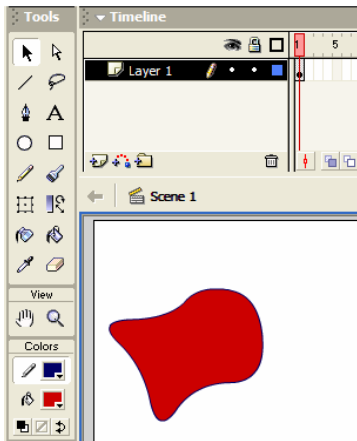 Tools
Timeline
1 5
Layer 1
A
Scene 1
View
Colors